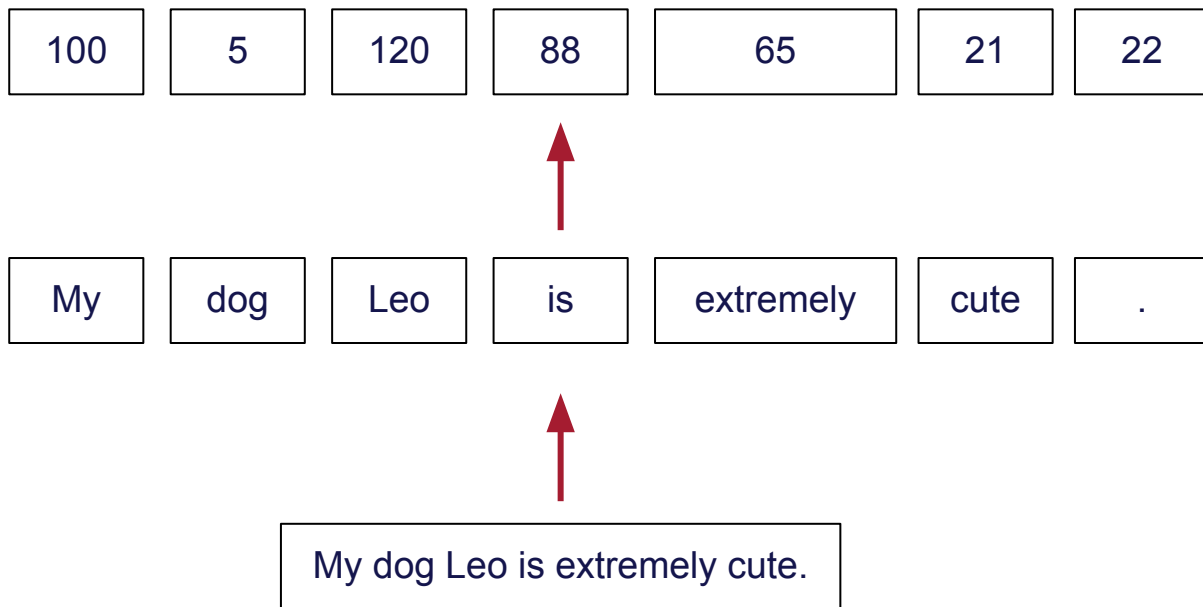 100 5 120 88 65 21 22
My dog Leo is extremely cute .
My dog Leo is extremely cute.